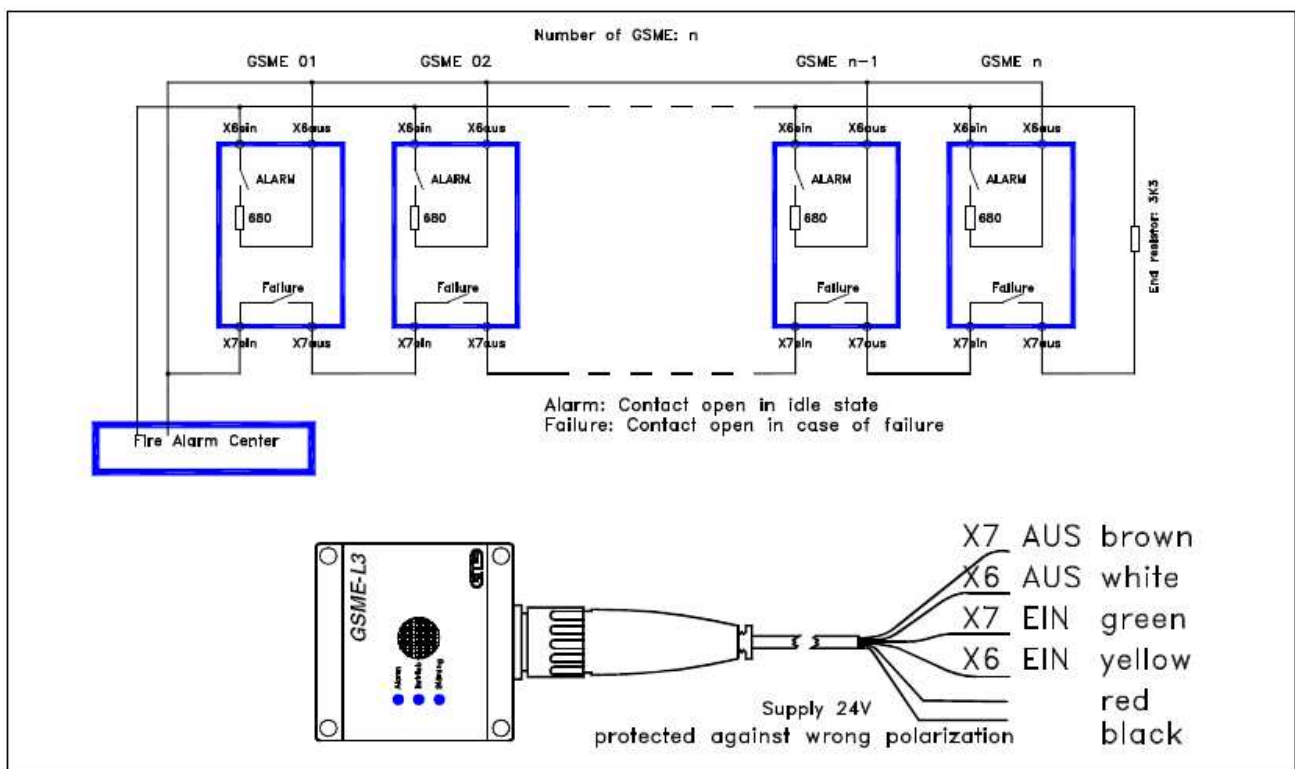 Number of GSME: n
GSME 01 GSME 02 GSME n-1 GSME n
X6ein X6aus X6ein X6aus X6ein X6aus X6ein X6aus
ALARM ALARM ALARM ALARM
680 680 680 680
End resistor: 3K3
Failure Failure Failure Failure
X7ein X7aus X7ein X7aus X7ein X7aus X7ein X7aus
Alarm: Contact open in idle state
Failure: Contact open in case of failure
Fire Alarm Center
GSME-L3
Alarm
Betrieb
Störung
X7 AUS brown
X6 AUS white
X7 EIN green
X6 EIN yellow
red
black
Supply 24V
protected against wrong polarization